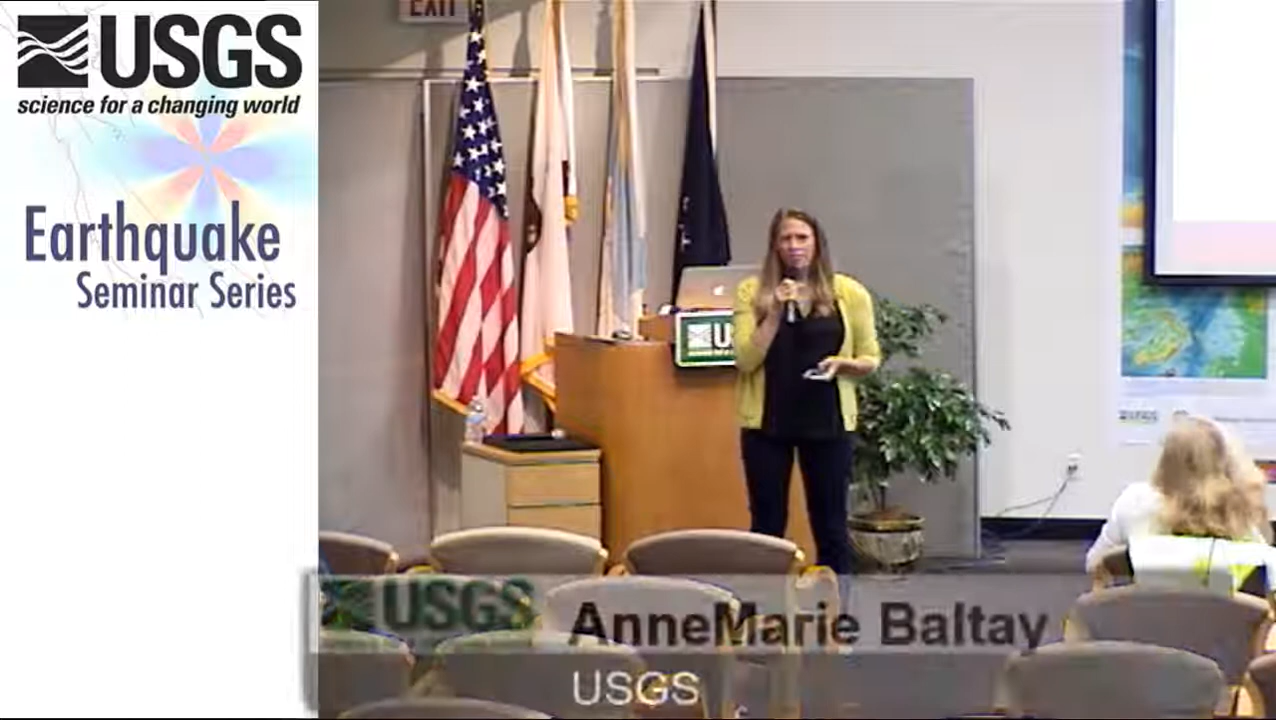 EXIT
USGS
science for a changing world
Earthquake
Seminar Series
USGS
AnneMarie Baltay
USGS